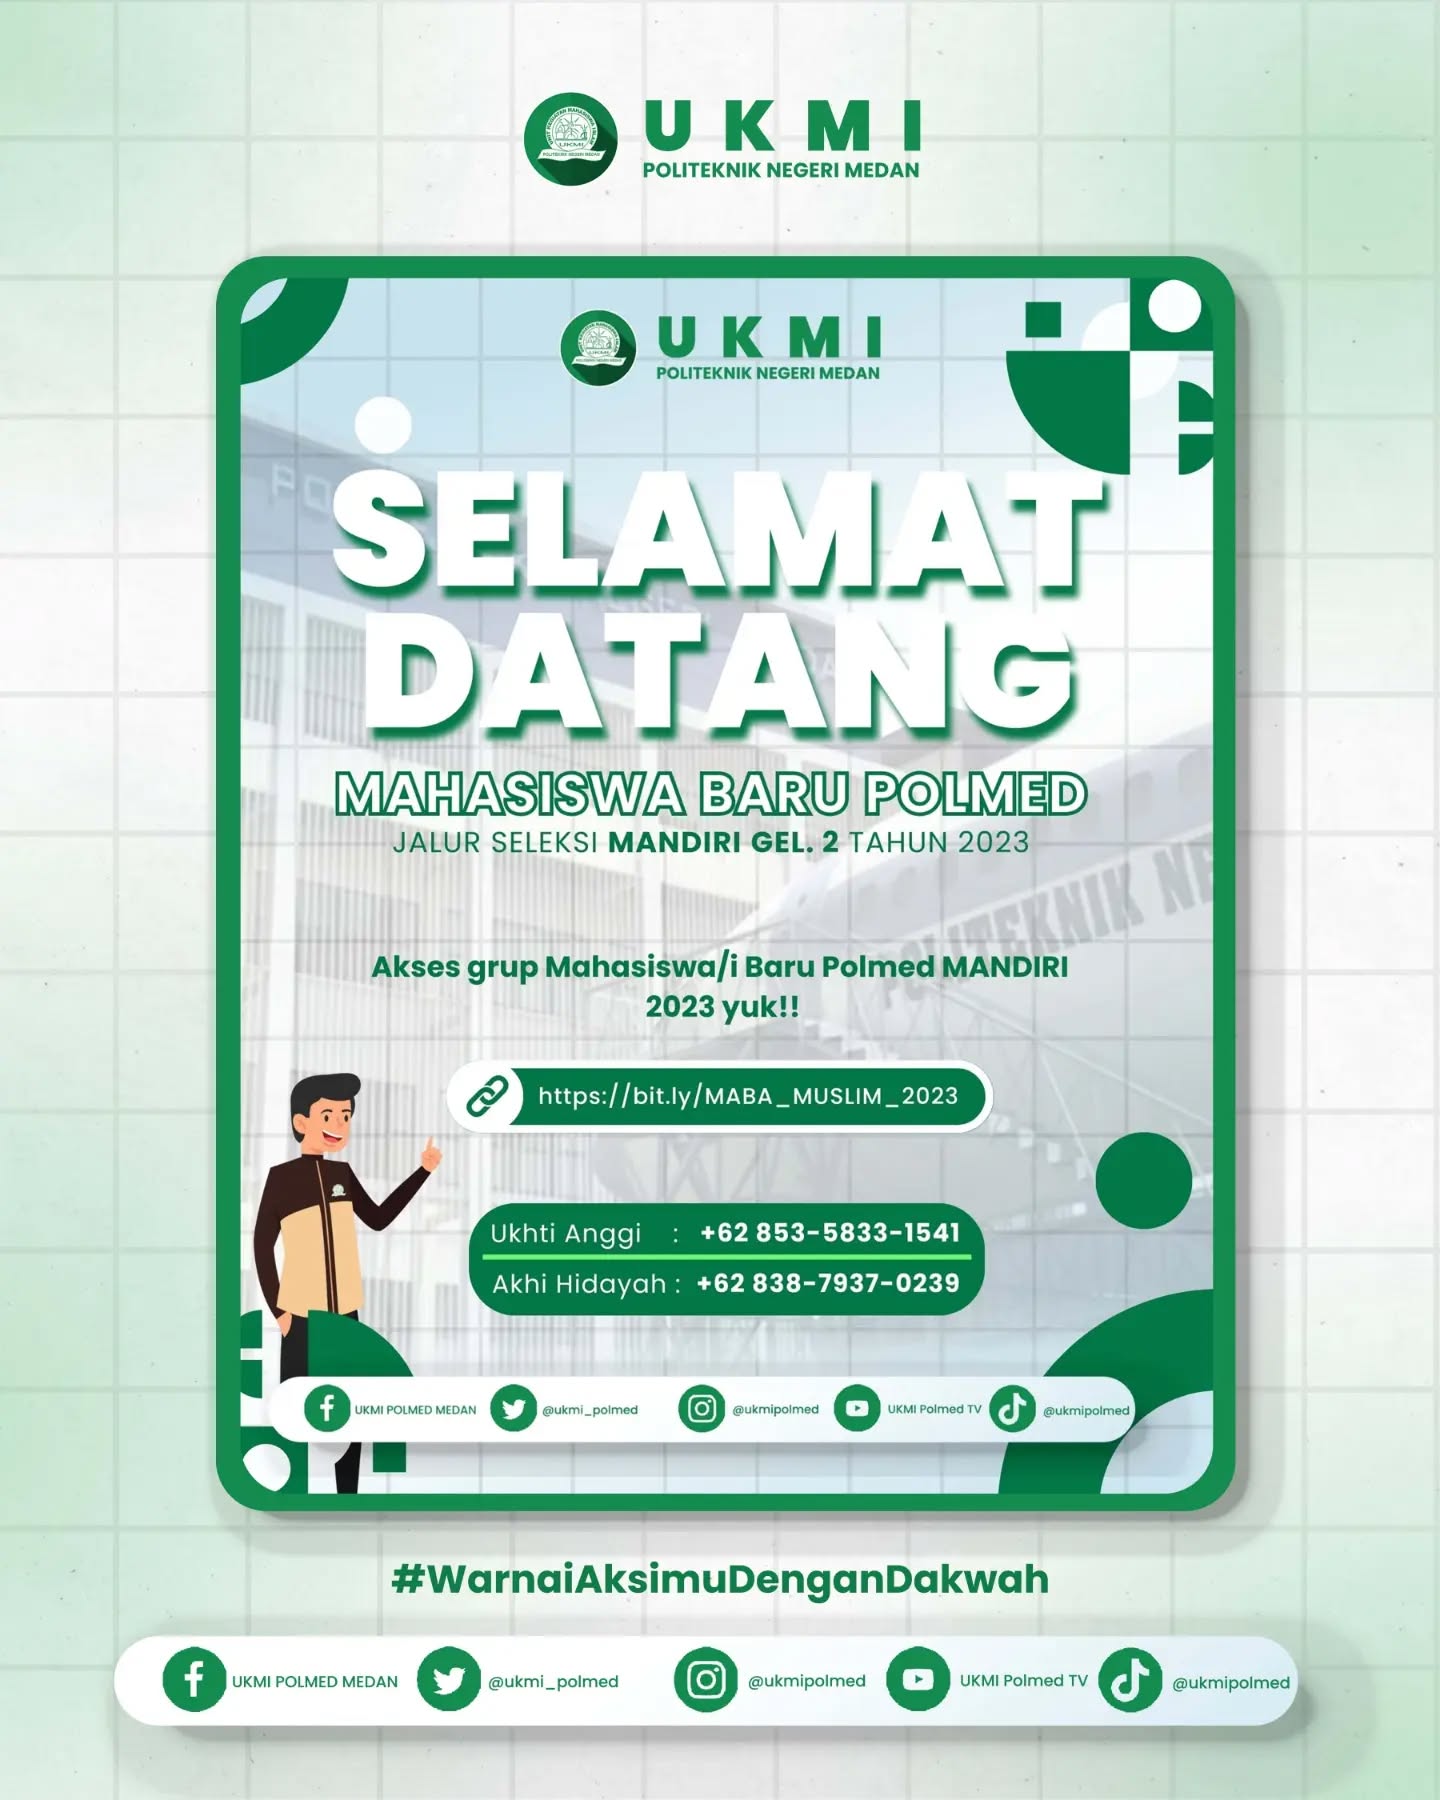 UKMI
POLITEKNIK NEGERI MEDAN
UKMI
POLITEKNIK NEGERI MEDAN
SELAMAT
DATANG
MAHASISWA BARU POLMED
JALUR SELEKSI MANDIRI GEL. 2 TAHUN 2023
POLITEKNIK NE
Akses grup Mahasiswa/i Baru Polmed MANDIRI
2023 yuk!!
https://bit.ly/MABA_MUSLIM_2023
Ukhti Anggi : +62 853-5833-1541
Akhi Hidayah : +62 838-7937-0239
UKMI POLMED MEDAN @ukmi_polmed @ukmipolmed UKMI Polmed TV @ukmipolmed
#WarnaiAksimuDenganDakwah
UKMI POLMED MEDAN @ukmi_polmed @ukmipolmed UKMI Polmed TV @ukmipolmed